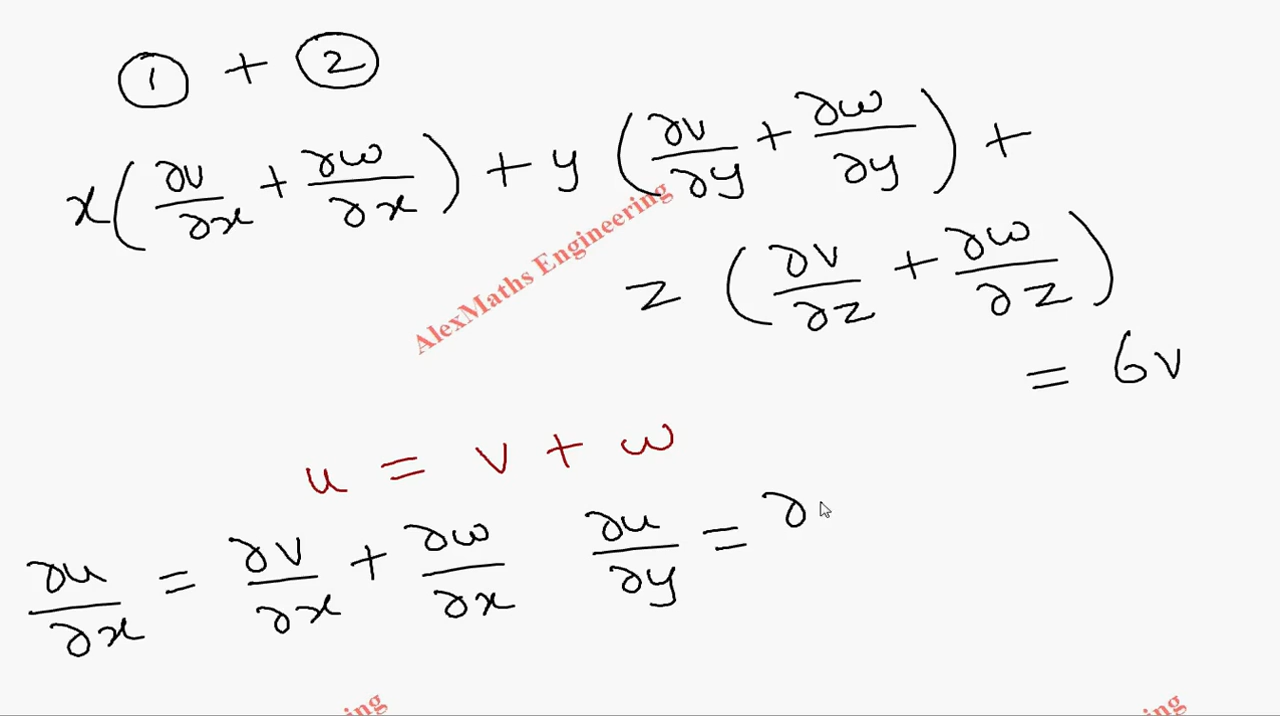 ① + ②
x(∂v/∂x + ∂w/∂x) + y(∂v/∂y + ∂w/∂y) +
z(∂v/∂z + ∂w/∂z)
= 6v
AlexMaths Engineering
u = v + w
∂u/∂x = ∂v/∂x + ∂w/∂x ∂u/∂y = ∂